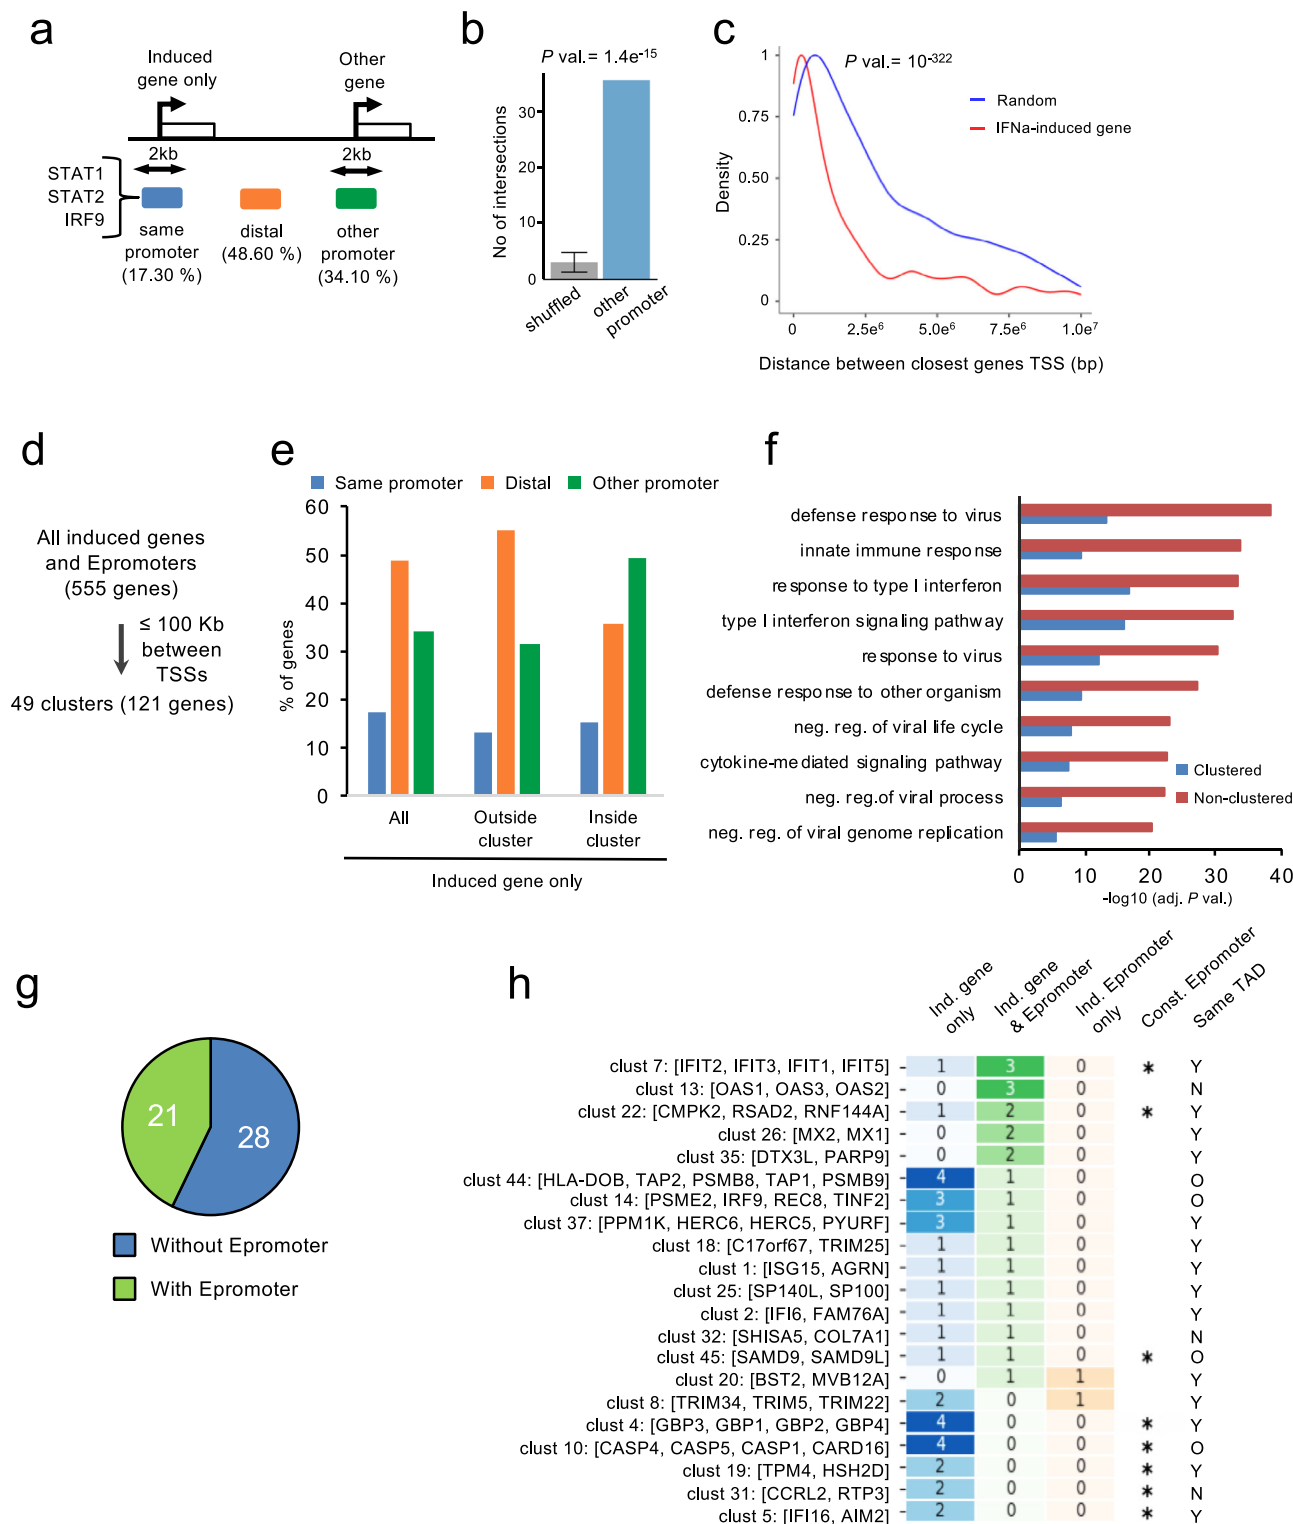 a
Induced
gene only
Other
gene
2kb
2kb
STAT1
STAT2
IRF9
same
promoter
(17.30 %)
distal
(48.60 %)
other
promoter
(34.10 %)
b
P val.= 1.4e-15
No of intersections
30
20
10
0
shuffled
other
promoter
c
P val.= 10-322
Random
IFNa-induced gene
Density
1
0.75
0.50
0.25
0
0
2.5e6
5.0e6
7.5e6
1.0e7
Distance between closest genes TSS (bp)
d
All induced genes
and Epromoters
(555 genes)
≤ 100 Kb
between
TSSs
49 clusters (121 genes)
e
Same promoter
Distal
Other promoter
% of genes
60
50
40
30
20
10
0
All
Outside
cluster
Inside
cluster
Induced gene only
f
defense response to virus
innate immune response
response to type I interferon
type I interferon signaling pathway
response to virus
defense response to other organism
neg. reg. of viral life cycle
cytokine-mediated signaling pathway
neg. reg.of viral process
neg. reg. of viral genome replication
Clustered
Non-clustered
0 10 20 30 40
-log10 (adj. P val.)
g
21
28
Without Epromoter
With Epromoter
h
Ind. gene
only
Ind. gene
& Epromoter
Ind. Epromoter
only
Const. Epromoter
Same TAD
clust 7: [IFIT2, IFIT3, IFIT1, IFIT5] - 1 3 0 * Y
clust 13: [OAS1, OAS3, OAS2] - 0 3 0 N
clust 22: [CMPK2, RSAD2, RNF144A] - 1 2 0 * Y
clust 26: [MX2, MX1] - 0 2 0 Y
clust 35: [DTX3L, PARP9] - 0 2 0 Y
clust 44: [HLA-DOB, TAP2, PSMB8, TAP1, PSMB9] - 4 1 0 O
clust 14: [PSME2, IRF9, REC8, TINF2] - 3 1 0 O
clust 37: [PPM1K, HERC6, HERC5, PYURF] - 3 1 0 Y
clust 18: [C17orf67, TRIM25] - 1 1 0 Y
clust 1: [ISG15, AGRN] - 1 1 0 Y
clust 25: [SP140L, SP100] - 1 1 0 Y
clust 2: [IFI6, FAM76A] - 1 1 0 Y
clust 32: [SHISA5, COL7A1] - 1 1 0 N
clust 45: [SAMD9, SAMD9L] - 1 1 0 * O
clust 20: [BST2, MVB12A] - 0 1 1 Y
clust 8: [TRIM34, TRIM5, TRIM22] - 2 0 1 Y
clust 4: [GBP3, GBP1, GBP2, GBP4] - 4 0 0 * Y
clust 10: [CASP4, CASP5, CASP1, CARD16] - 4 0 0 * O
clust 19: [TPM4, HSH2D] - 2 0 0 * Y
clust 31: [CCRL2, RTP3] - 2 0 0 * N
clust 5: [IFI16, AIM2] - 2 0 0 * Y